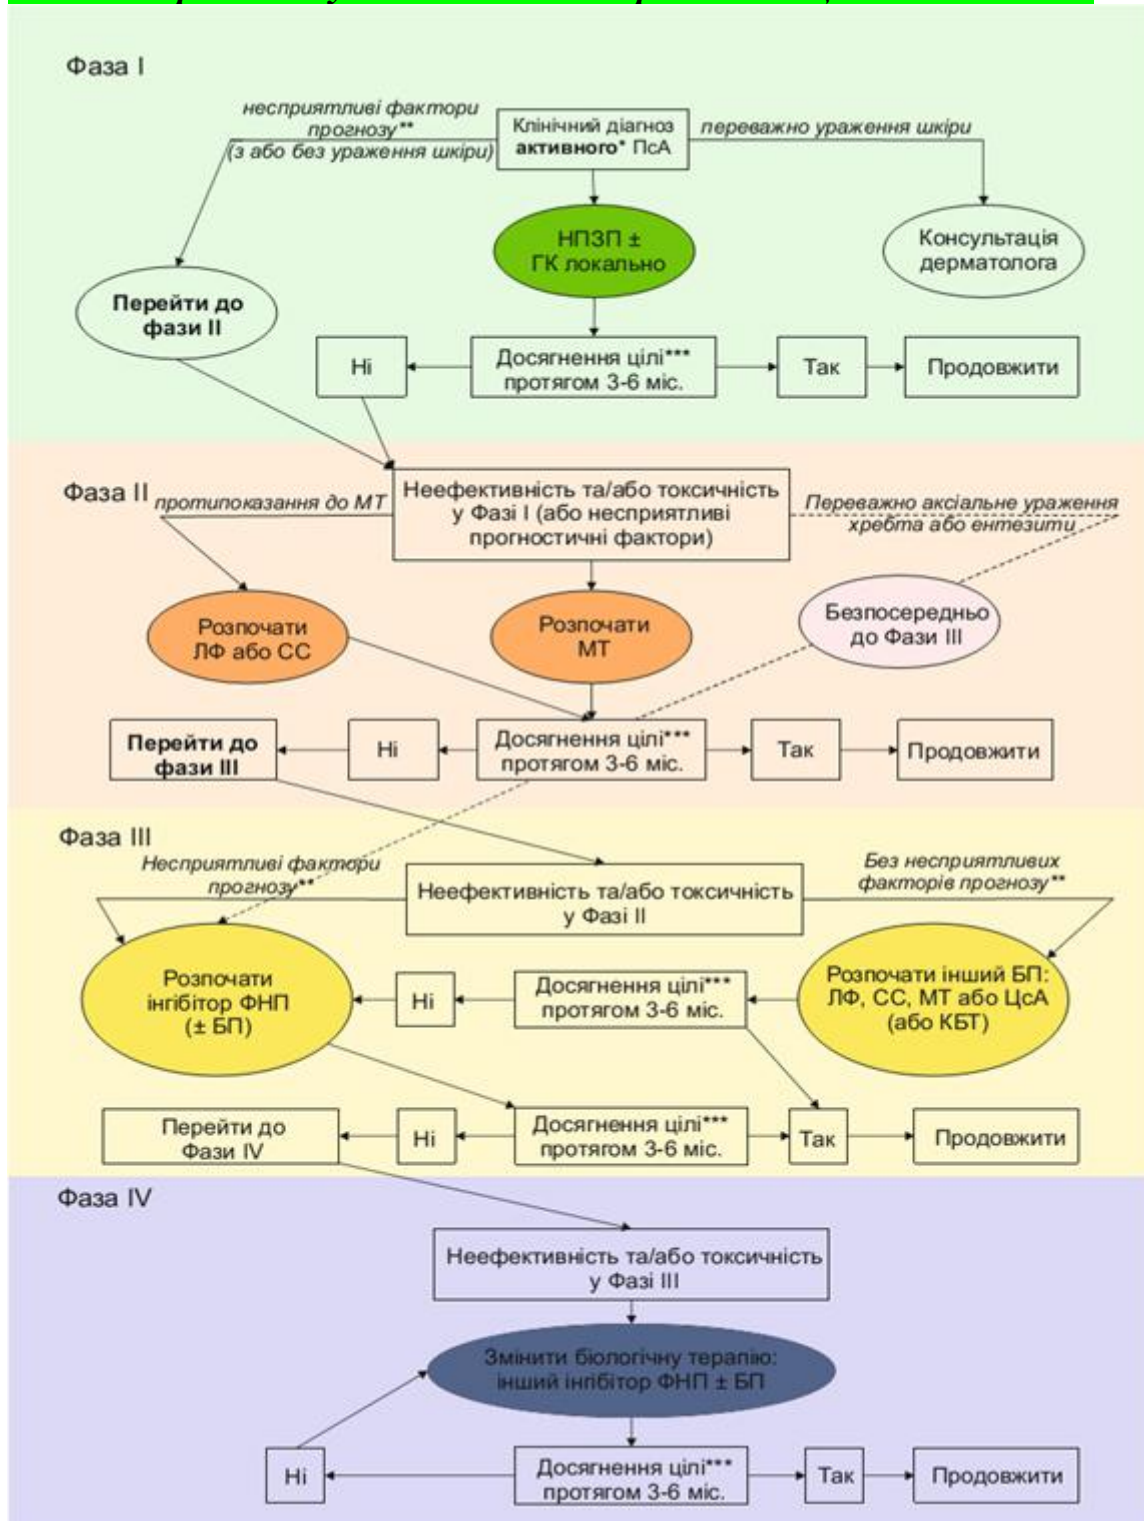 Фаза I
несприятливі фактори
прогнозу**
(з або без ураження шкіри)
Клінічний діагноз
активного* ПсА
переважно ураження шкіри
НПЗП ±
ГК локально
Консультація
дерматолога
Перейти до
фази II
Ні
Досягнення цілі***
протягом 3-6 міс.
Так
Продовжити
Фаза II
протипоказання до МТ
Неефективність та/або токсичність
у Фазі I (або несприятливі
прогностичні фактори)
Переважно аксіальне ураження
хребта або ентезити
Розпочати
ЛФ або СС
Розпочати
МТ
Безпосередньо
до Фази III
Перейти до
фази III
Ні
Досягнення цілі***
протягом 3-6 міс.
Так
Продовжити
Фаза III
Несприятливі фактори
прогнозу**
Неефективність та/або токсичність
у Фазі II
Без несприятливих
факторів прогнозу**
Розпочати
інгібітор ФНП
(± БП)
Ні
Досягнення цілі***
протягом 3-6 міс.
Розпочати інший БП:
ЛФ, СС, МТ або ЦсА
(або КБТ)
Перейти до
Фази IV
Ні
Досягнення цілі***
протягом 3-6 міс.
Так
Продовжити
Фаза IV
Неефективність та/або токсичність
у Фазі III
Змінити біологічну терапію:
інший інгібітор ФНП ± БП
Ні
Досягнення цілі***
протягом 3-6 міс.
Так
Продовжити